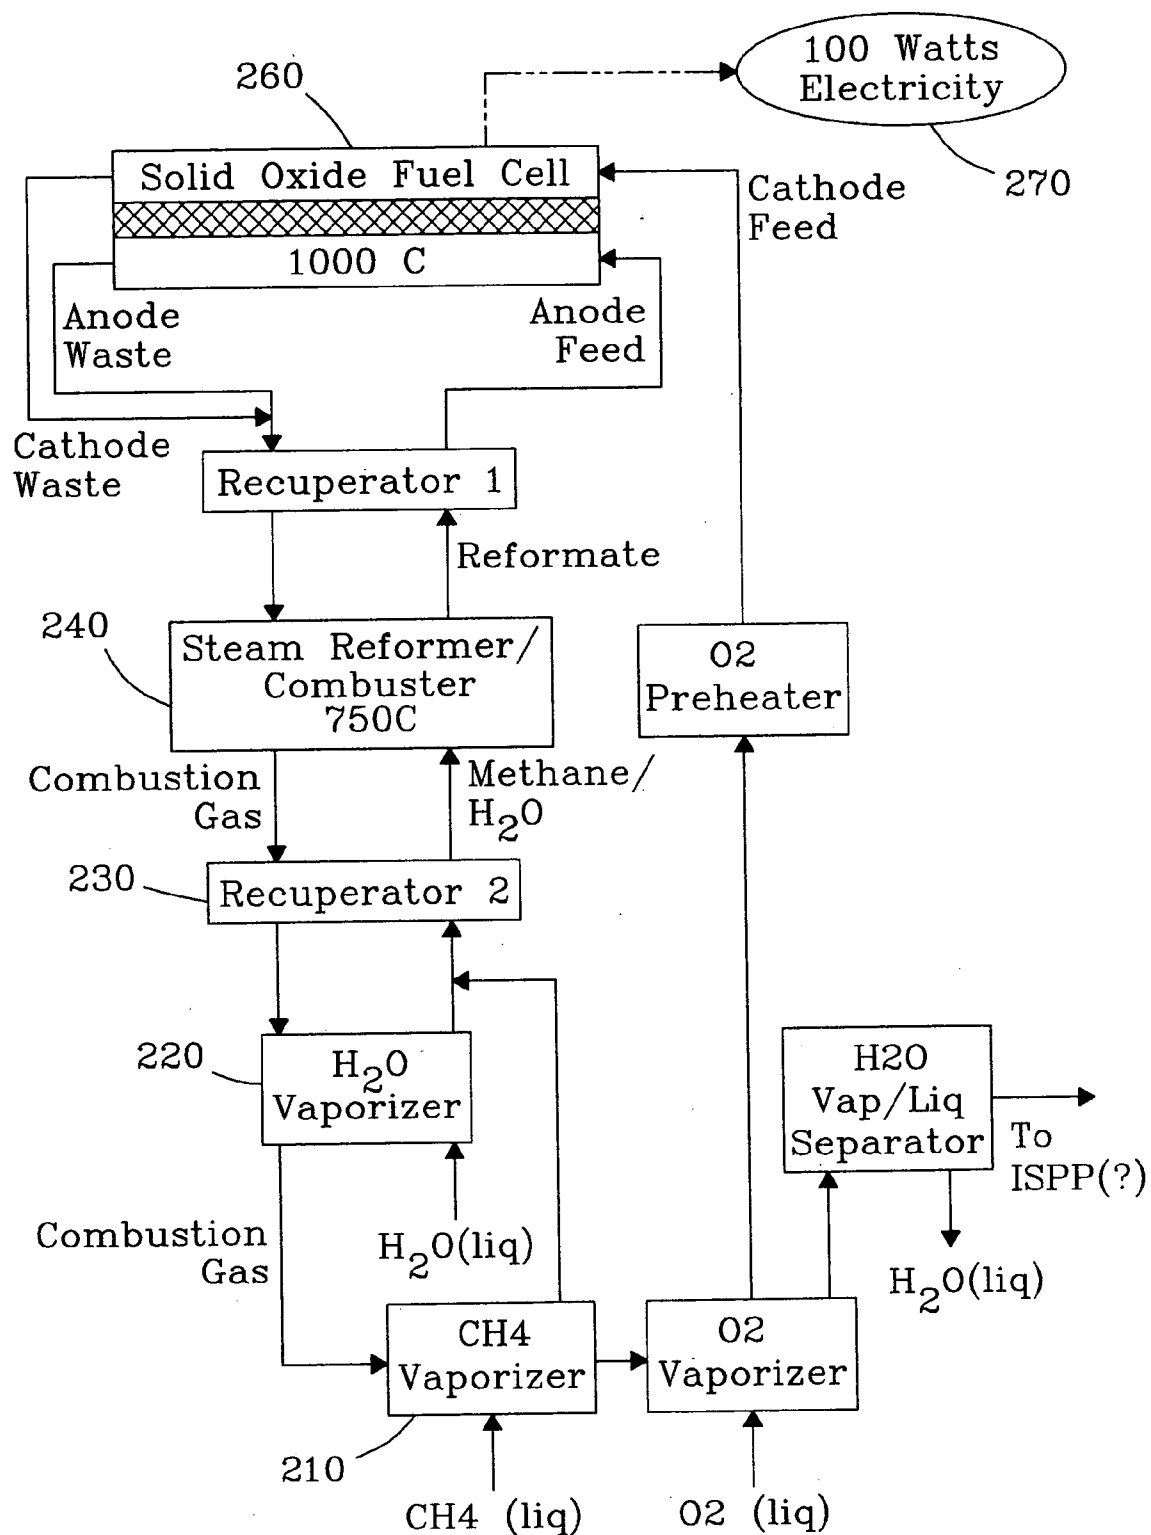 100 Watts
Electricity
270
260
Solid Oxide Fuel Cell
1000 C
Cathode
Feed
Anode
Waste
Anode
Feed
Cathode
Waste
Recuperator 1
Reformate
240
Steam Reformer/
Combuster
750C
O2
Preheater
Combustion
Gas
Methane/
H2O
230
Recuperator 2
220
H2O
Vaporizer
H2O
Vap/Liq
Separator
To
ISPP(?)
Combustion
Gas
H2O(liq)
H2O(liq)
CH4
Vaporizer
O2
Vaporizer
210
CH4 (liq)
O2 (liq)